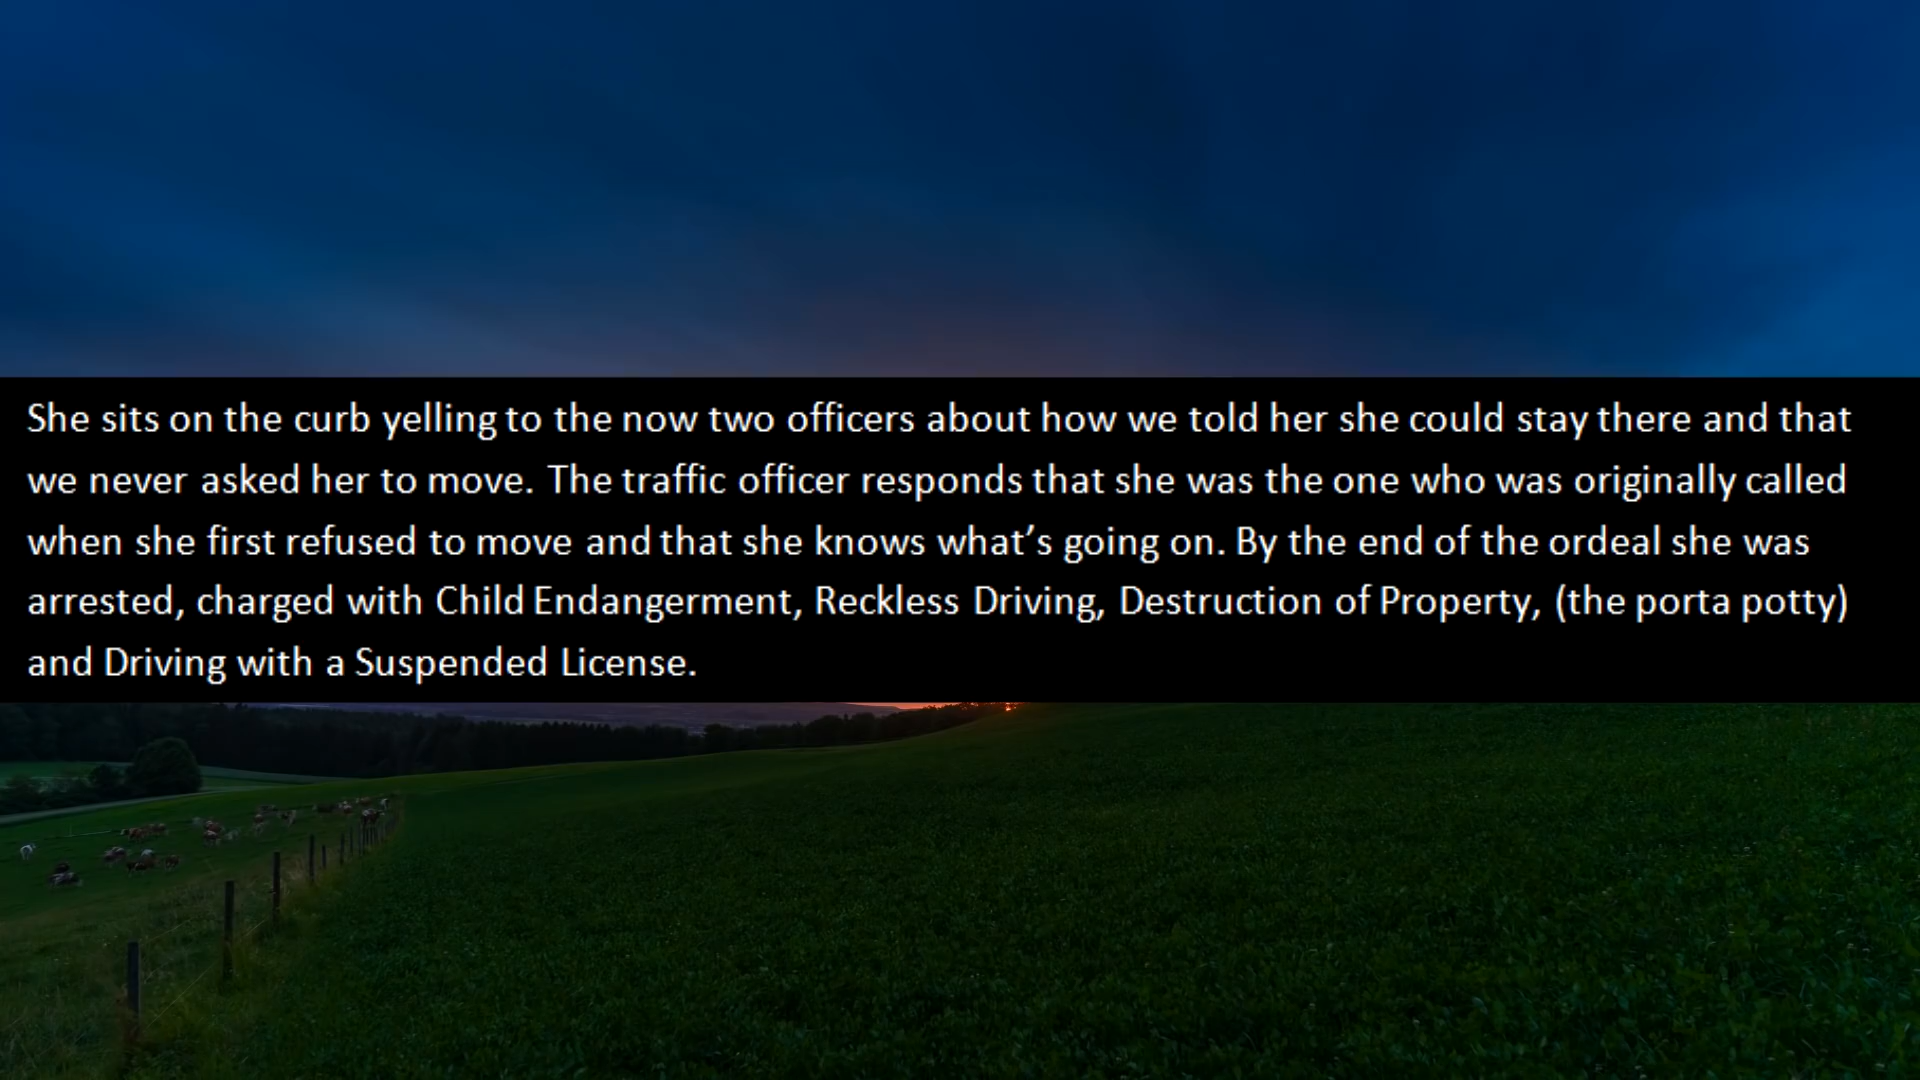 She sits on the curb yelling to the now two officers about how we told her she could stay there and that
we never asked her to move. The traffic officer responds that she was the one who was originally called
when she first refused to move and that she knows what’s going on. By the end of the ordeal she was
arrested, charged with Child Endangerment, Reckless Driving, Destruction of Property, (the porta potty)
and Driving with a Suspended License.